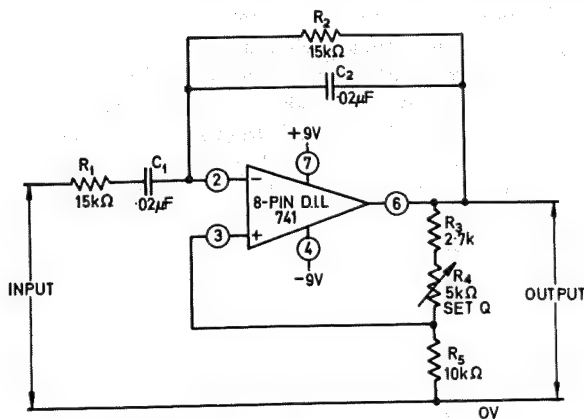 R2
15kΩ
C2
·02μF
+9V
7
R1
15kΩ
C1
·02μF
2
−
8-PIN D.I.L
741
6
3
+
4
-9V
R3
2·7k
R4
5kΩ
SET Q
INPUT
OUTPUT
R5
10kΩ
OV